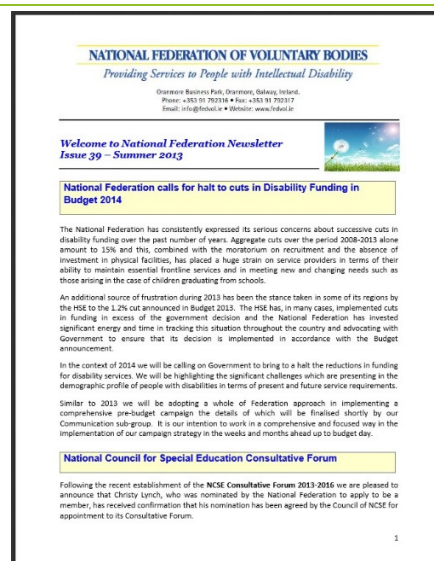 NATIONAL FEDERATION OF VOLUNTARY BODIES
Providing Services to People with Intellectual Disability
Oranmore Business Park, Oranmore, Galway, Ireland.
Phone: +353 91 792316 • Fax: +353 91 792317
Email: info@fedvol.ie • Website: www.fedvol.ie
Welcome to National Federation Newsletter
Issue 39 – Summer 2013
National Federation calls for halt to cuts in Disability Funding in
Budget 2014
The National Federation has consistently expressed its serious concerns about successive cuts in
disability funding over the past number of years. Aggregate cuts over the period 2008-2013 alone
amount to 15% and this, combined with the moratorium on recruitment and the absence of
investment in physical facilities, has placed a huge strain on service providers in terms of their
ability to maintain essential frontline services and in meeting new and changing needs such as
those arising in the case of children graduating from schools.
An additional source of frustration during 2013 has been the stance taken in some of its regions by
the HSE to the 1.2% cut announced in Budget 2013. The HSE has, in many cases, implemented cuts
in funding in excess of the government decision and the National Federation has invested
significant energy and time in tracking this situation throughout the country and advocating with
Government to ensure that its decision is implemented in accordance with the Budget
announcement.
In the context of 2014 we will be calling on Government to bring to a halt the reductions in funding
for disability services. We will be highlighting the significant challenges which are presenting in the
demographic profile of people with disabilities in terms of present and future service requirements.
Similar to 2013 we will be adopting a whole of Federation approach in implementing a
comprehensive pre-budget campaign the details of which will be finalised shortly by our
Communication sub-group. It is our intention to work in a comprehensive and focused way in the
implementation of our campaign strategy in the weeks and months ahead up to budget day.
National Council for Special Education Consultative Forum
Following the recent establishment of the NCSE Consultative Forum 2013-2016 we are pleased to
announce that Christy Lynch, who was nominated by the National Federation to apply to be a
member, has received confirmation that his nomination has been agreed by the Council of NCSE for
appointment to its Consultative Forum.
1